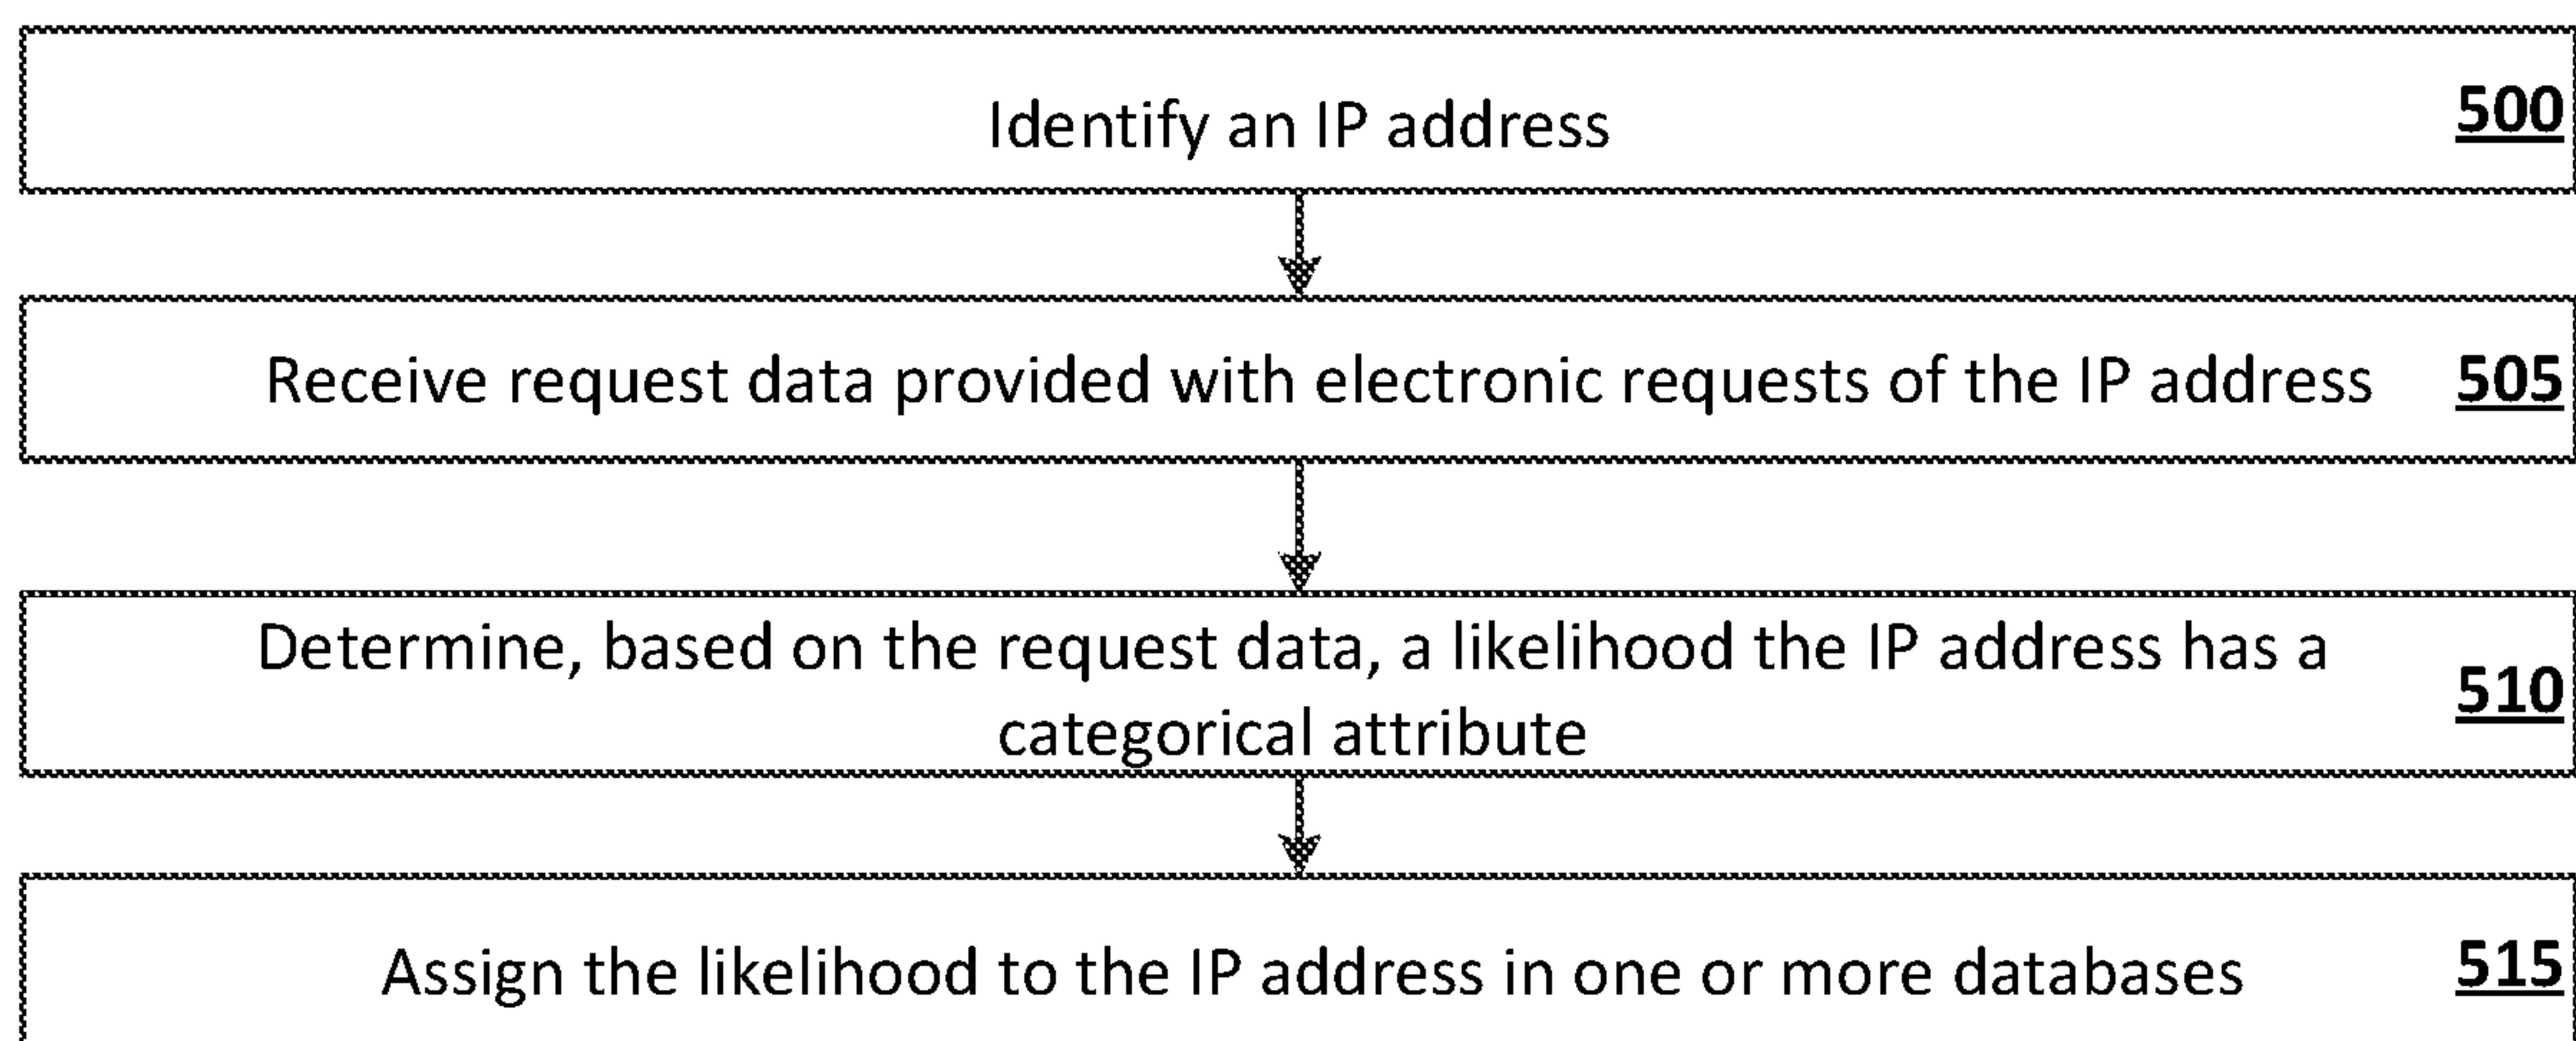 Identify an IP address
500
Receive request data provided with electronic requests of the IP address
505
Determine, based on the request data, a likelihood the IP address has a
categorical attribute
510
Assign the likelihood to the IP address in one or more databases
515